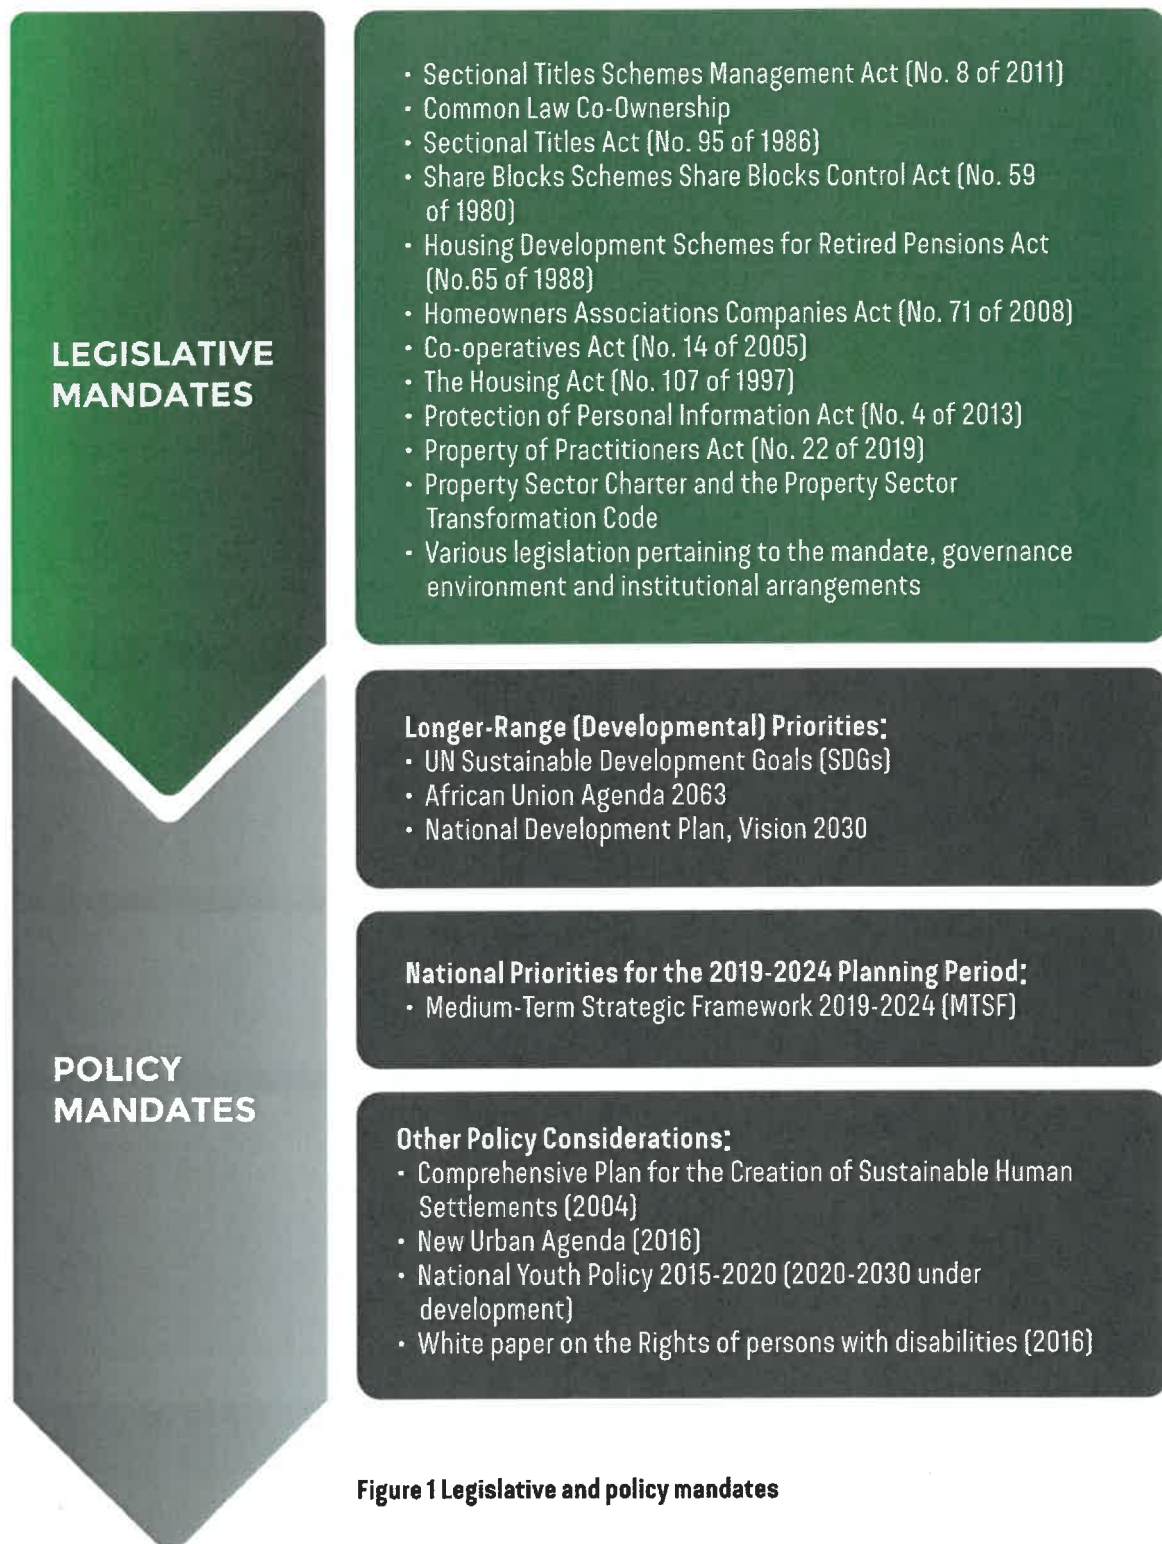 LEGISLATIVE
MANDATES
· Sectional Titles Schemes Management Act (No. 8 of 2011)
· Common Law Co-Ownership
· Sectional Titles Act (No. 95 of 1986)
· Share Blocks Schemes Share Blocks Control Act (No. 59
of 1980)
· Housing Development Schemes for Retired Pensions Act
(No.65 of 1988)
· Homeowners Associations Companies Act (No. 71 of 2008)
· Co-operatives Act (No. 14 of 2005)
· The Housing Act (No. 107 of 1997)
· Protection of Personal Information Act (No. 4 of 2013)
· Property of Practitioners Act (No. 22 of 2019)
· Property Sector Charter and the Property Sector
Transformation Code
· Various legislation pertaining to the mandate, governance
environment and institutional arrangements
POLICY
MANDATES
Longer-Range (Developmental) Priorities:
· UN Sustainable Development Goals (SDGs)
· African Union Agenda 2063
· National Development Plan, Vision 2030
National Priorities for the 2019-2024 Planning Period:
· Medium-Term Strategic Framework 2019-2024 (MTSF)
Other Policy Considerations:
· Comprehensive Plan for the Creation of Sustainable Human
Settlements (2004)
· New Urban Agenda (2016)
· National Youth Policy 2015-2020 (2020-2030 under
development)
· White paper on the Rights of persons with disabilities (2016)
Figure 1 Legislative and policy mandates